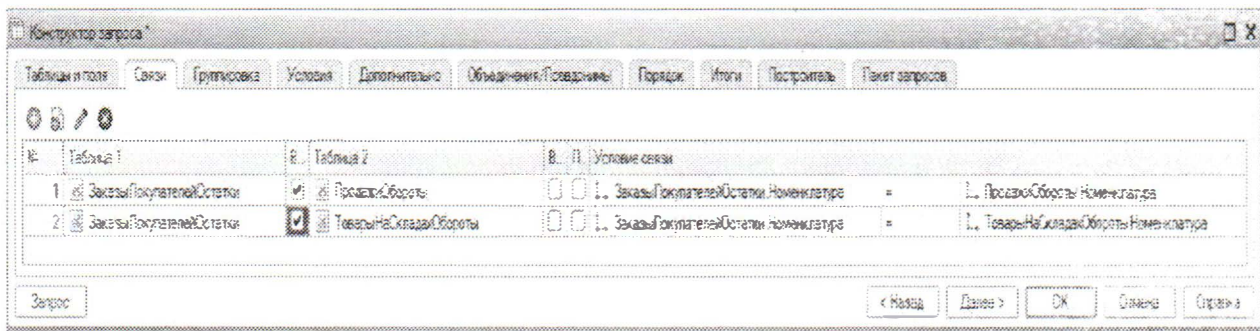 Конструктор запроса *
Таблицы и поля Связи Группировка Условия Дополнительно Объединения/Псевдонимы Порядок Итоги Построитель Пакет запросов
№ Таблица 1 В.. Таблица 2 В.. П.. Условие связи
1 ЗаказыПокупателейОстатки ПродажиОбороты ЗаказыПокупателейОстатки.Номенклатура = ПродажиОбороты.Номенклатура
2 ЗаказыПокупателейОстатки ТоварыНаСкладахОбороты ЗаказыПокупателейОстатки.Номенклатура = ТоварыНаСкладахОбороты.Номенклатура
Запрос < Назад Далее > ОК Отмена Справка